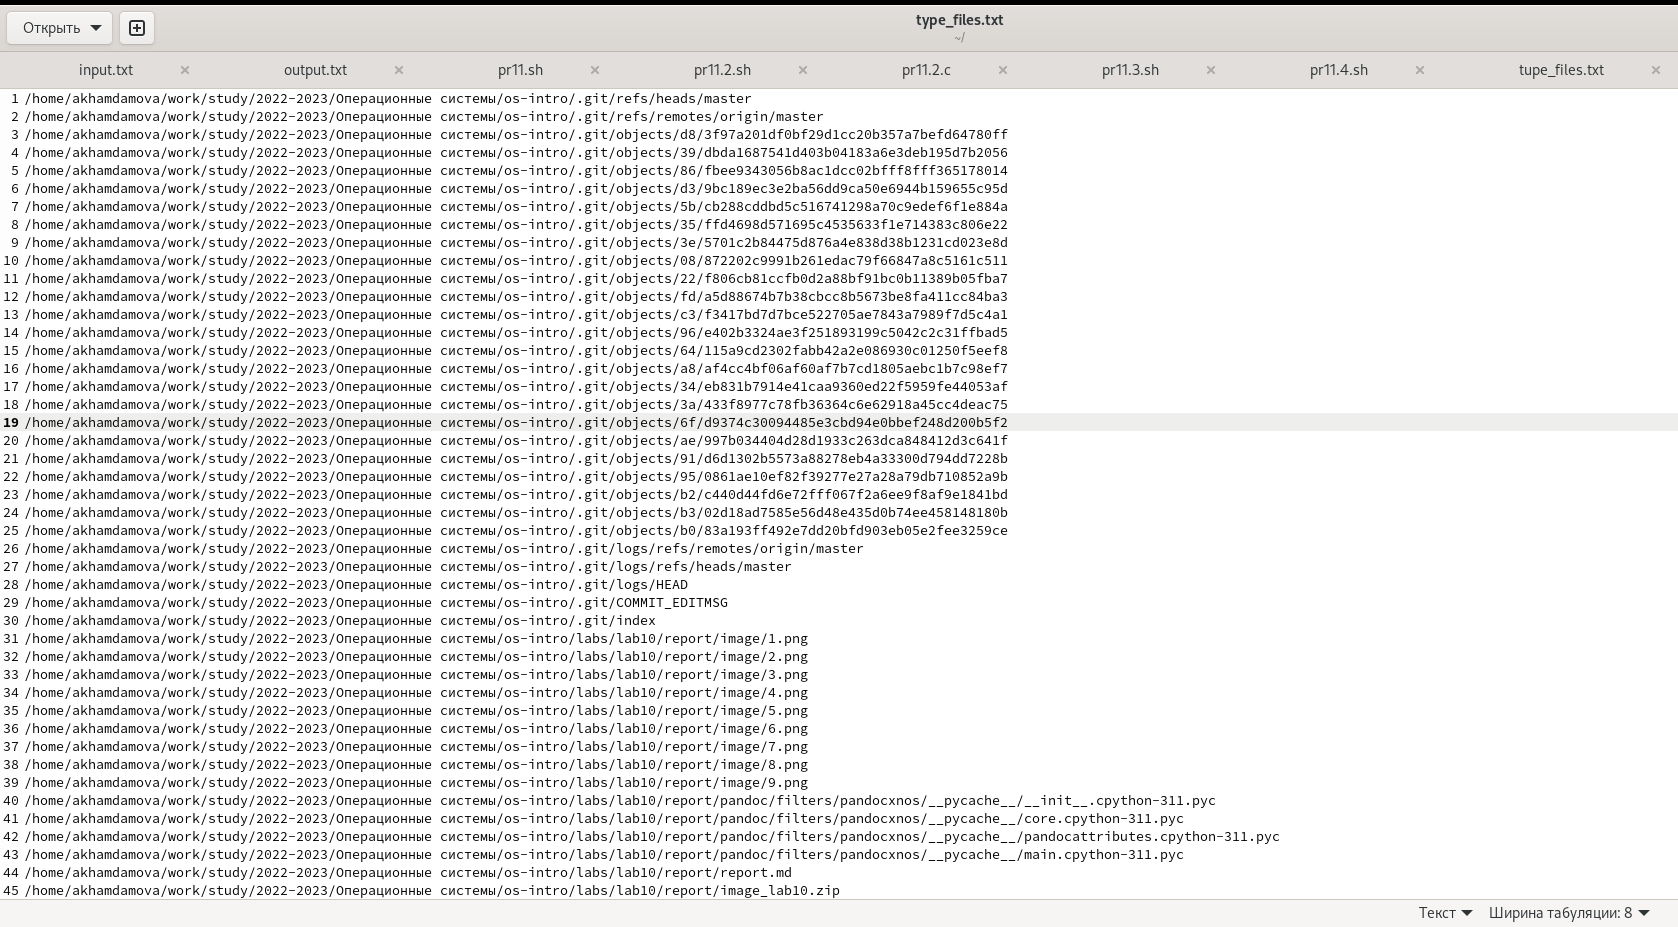 Открыть
type_files.txt
~/
input.txt × output.txt × pr11.sh × pr11.2.sh × pr11.2.c × pr11.3.sh × pr11.4.sh × tupe_files.txt ×
1 /home/akhamdamova/work/study/2022-2023/Операционные системы/os-intro/.git/refs/heads/master
2 /home/akhamdamova/work/study/2022-2023/Операционные системы/os-intro/.git/refs/remotes/origin/master
3 /home/akhamdamova/work/study/2022-2023/Операционные системы/os-intro/.git/objects/d8/3f97a201df0bf29d1cc20b357a7befd64780ff
4 /home/akhamdamova/work/study/2022-2023/Операционные системы/os-intro/.git/objects/39/dbda1687541d403b04183a6e3deb195d7b2056
5 /home/akhamdamova/work/study/2022-2023/Операционные системы/os-intro/.git/objects/86/fbee9343056b8ac1dcc02bfff8fff365178014
6 /home/akhamdamova/work/study/2022-2023/Операционные системы/os-intro/.git/objects/d3/9bc189ec3e2ba56dd9ca50e6944b159655c95d
7 /home/akhamdamova/work/study/2022-2023/Операционные системы/os-intro/.git/objects/5b/cb288cddbd5c516741298a70c9edef6f1e884a
8 /home/akhamdamova/work/study/2022-2023/Операционные системы/os-intro/.git/objects/35/ffd4698d571695c4535633f1e714383c806e22
9 /home/akhamdamova/work/study/2022-2023/Операционные системы/os-intro/.git/objects/3e/5701c2b84475d876a4e838d38b1231cd023e8d
10 /home/akhamdamova/work/study/2022-2023/Операционные системы/os-intro/.git/objects/08/872202c9991b261edac79f66847a8c5161c511
11 /home/akhamdamova/work/study/2022-2023/Операционные системы/os-intro/.git/objects/22/f806cb81ccfb0d2a88bf91bc0b11389b05fba7
12 /home/akhamdamova/work/study/2022-2023/Операционные системы/os-intro/.git/objects/fd/a5d88674b7b38cbcc8b5673be8fa411cc84ba3
13 /home/akhamdamova/work/study/2022-2023/Операционные системы/os-intro/.git/objects/c3/f3417bd7d7bce522705ae7843a7989f7d5c4a1
14 /home/akhamdamova/work/study/2022-2023/Операционные системы/os-intro/.git/objects/96/e402b3324ae3f251893199c5042c2c31ffbad5
15 /home/akhamdamova/work/study/2022-2023/Операционные системы/os-intro/.git/objects/64/115a9cd2302fabb42a2e086930c01250f5eef8
16 /home/akhamdamova/work/study/2022-2023/Операционные системы/os-intro/.git/objects/a8/af4cc4bf06af60af7b7cd1805aebc1b7c98ef7
17 /home/akhamdamova/work/study/2022-2023/Операционные системы/os-intro/.git/objects/34/eb831b7914e41caa9360ed22f5959fe44053af
18 /home/akhamdamova/work/study/2022-2023/Операционные системы/os-intro/.git/objects/3a/433f8977c78fb36364c6e62918a45cc4deac75
19 /home/akhamdamova/work/study/2022-2023/Операционные системы/os-intro/.git/objects/6f/d9374c30094485e3cbd94e0bbef248d200b5f2
20 /home/akhamdamova/work/study/2022-2023/Операционные системы/os-intro/.git/objects/ae/997b034404d28d1933c263dca848412d3c641f
21 /home/akhamdamova/work/study/2022-2023/Операционные системы/os-intro/.git/objects/91/d6d1302b5573a88278eb4a33300d794dd7228b
22 /home/akhamdamova/work/study/2022-2023/Операционные системы/os-intro/.git/objects/95/0861ae10ef82f39277e27a28a79db710852a9b
23 /home/akhamdamova/work/study/2022-2023/Операционные системы/os-intro/.git/objects/b2/c440d44fd6e72fff067f2a6ee9f8af9e1841bd
24 /home/akhamdamova/work/study/2022-2023/Операционные системы/os-intro/.git/objects/b3/02d18ad7585e56d48e435d0b74ee458148180b
25 /home/akhamdamova/work/study/2022-2023/Операционные системы/os-intro/.git/objects/b0/83a193ff492e7dd20bfd903eb05e2fee3259ce
26 /home/akhamdamova/work/study/2022-2023/Операционные системы/os-intro/.git/logs/refs/remotes/origin/master
27 /home/akhamdamova/work/study/2022-2023/Операционные системы/os-intro/.git/logs/refs/heads/master
28 /home/akhamdamova/work/study/2022-2023/Операционные системы/os-intro/.git/logs/HEAD
29 /home/akhamdamova/work/study/2022-2023/Операционные системы/os-intro/.git/COMMIT_EDITMSG
30 /home/akhamdamova/work/study/2022-2023/Операционные системы/os-intro/.git/index
31 /home/akhamdamova/work/study/2022-2023/Операционные системы/os-intro/labs/lab10/report/image/1.png
32 /home/akhamdamova/work/study/2022-2023/Операционные системы/os-intro/labs/lab10/report/image/2.png
33 /home/akhamdamova/work/study/2022-2023/Операционные системы/os-intro/labs/lab10/report/image/3.png
34 /home/akhamdamova/work/study/2022-2023/Операционные системы/os-intro/labs/lab10/report/image/4.png
35 /home/akhamdamova/work/study/2022-2023/Операционные системы/os-intro/labs/lab10/report/image/5.png
36 /home/akhamdamova/work/study/2022-2023/Операционные системы/os-intro/labs/lab10/report/image/6.png
37 /home/akhamdamova/work/study/2022-2023/Операционные системы/os-intro/labs/lab10/report/image/7.png
38 /home/akhamdamova/work/study/2022-2023/Операционные системы/os-intro/labs/lab10/report/image/8.png
39 /home/akhamdamova/work/study/2022-2023/Операционные системы/os-intro/labs/lab10/report/image/9.png
40 /home/akhamdamova/work/study/2022-2023/Операционные системы/os-intro/labs/lab10/report/pandoc/filters/pandocxnos/__pycache__/__init__.cpython-311.pyc
41 /home/akhamdamova/work/study/2022-2023/Операционные системы/os-intro/labs/lab10/report/pandoc/filters/pandocxnos/__pycache__/core.cpython-311.pyc
42 /home/akhamdamova/work/study/2022-2023/Операционные системы/os-intro/labs/lab10/report/pandoc/filters/pandocxnos/__pycache__/pandocattributes.cpython-311.pyc
43 /home/akhamdamova/work/study/2022-2023/Операционные системы/os-intro/labs/lab10/report/pandoc/filters/pandocxnos/__pycache__/main.cpython-311.pyc
44 /home/akhamdamova/work/study/2022-2023/Операционные системы/os-intro/labs/lab10/report/report.md
45 /home/akhamdamova/work/study/2022-2023/Операционные системы/os-intro/labs/lab10/report/image_lab10.zip
Текст Ширина табуляции: 8